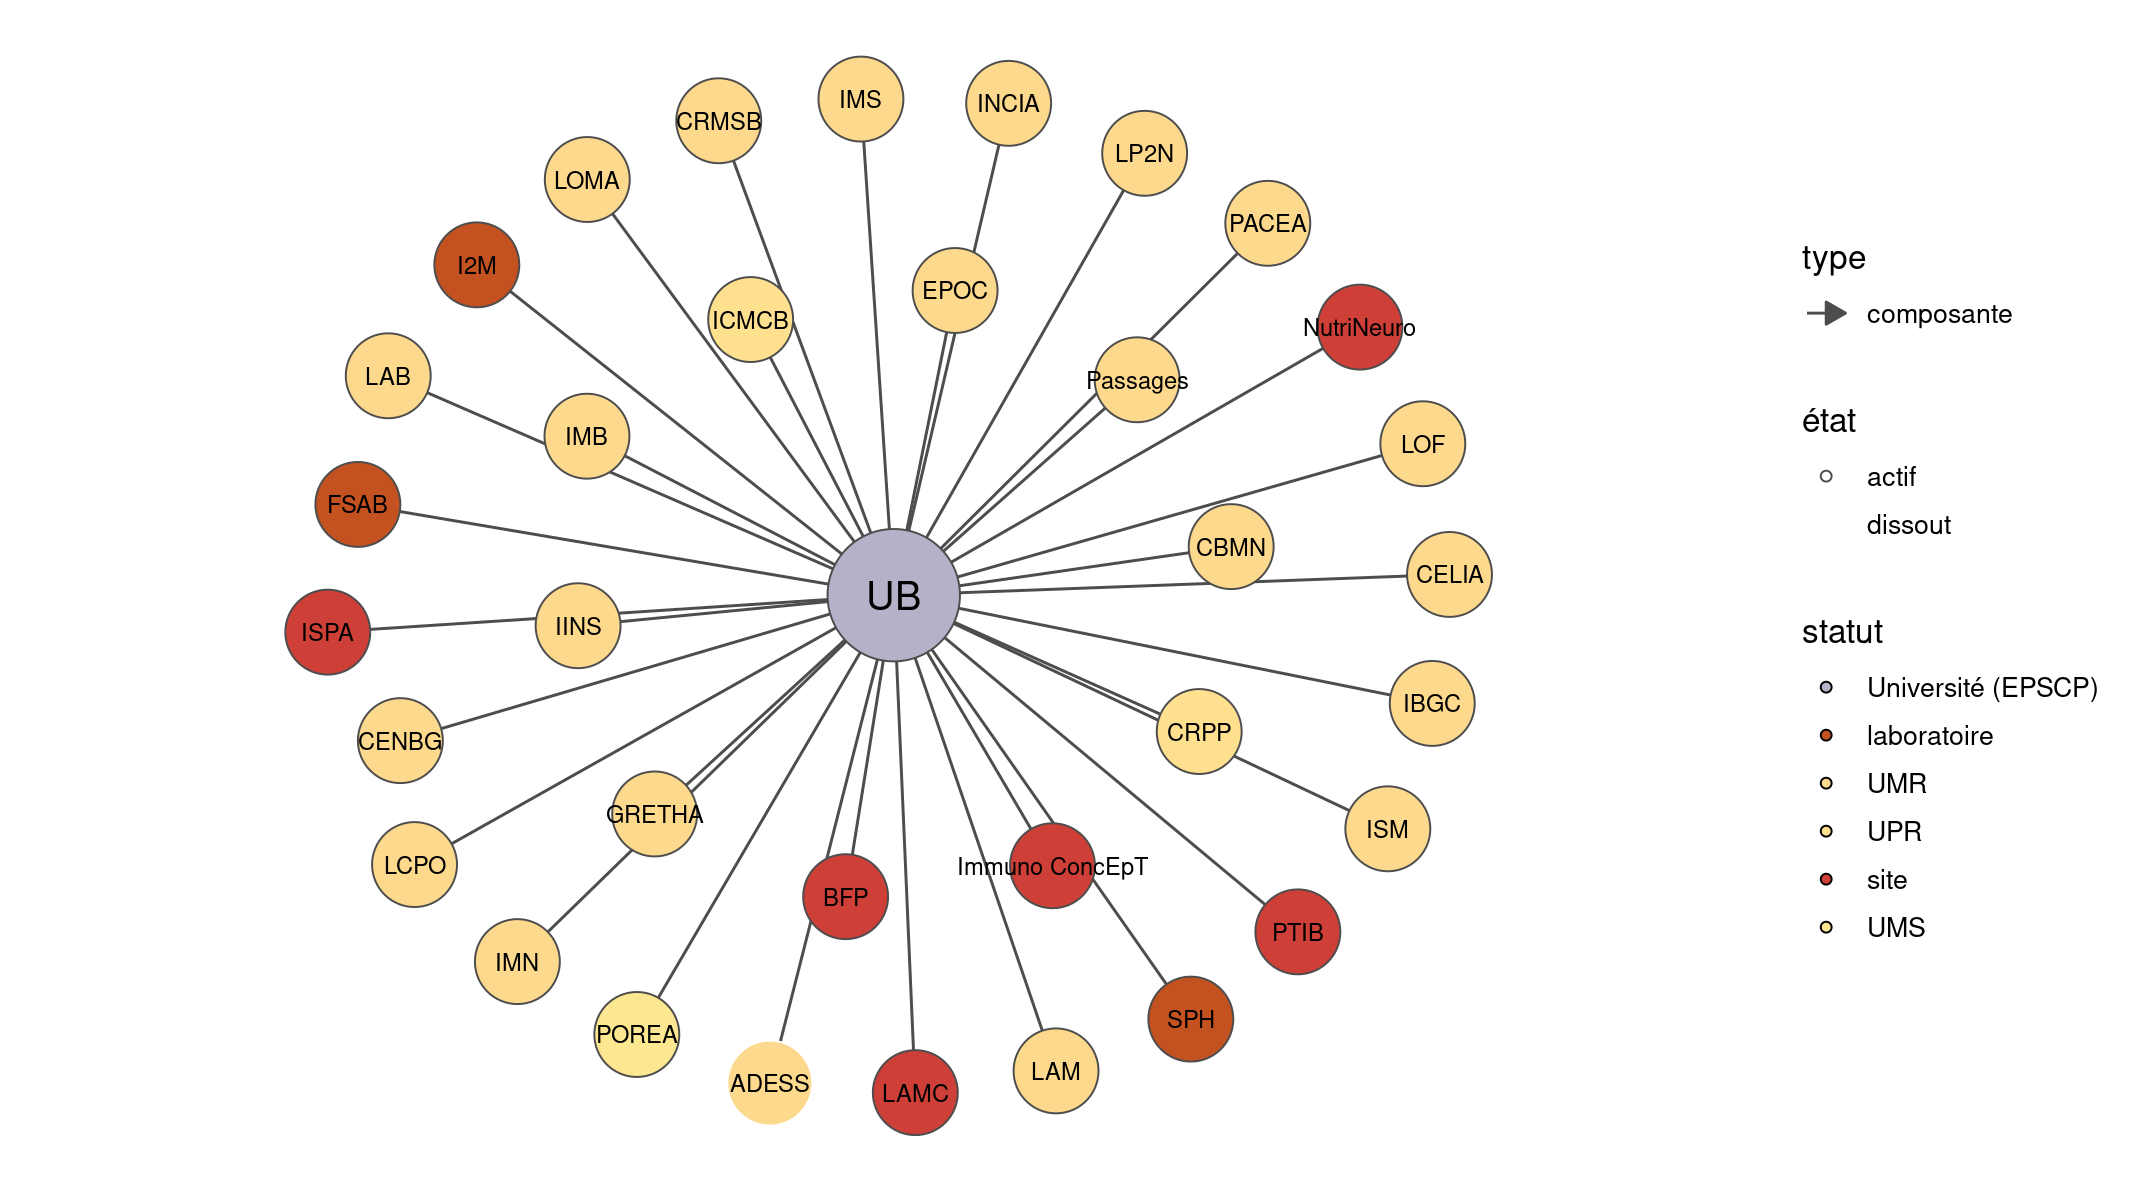 IMS
INCIA
CRMSB
LP2N
LOMA
PACEA
I2M
EPOC
ICMCB
NutriNeuro
LAB
Passages
IMB
LOF
FSAB
CBMN
CELIA
UB
ISPA
IINS
IBGC
CENBG
CRPP
GRETHA
ISM
LCPO
Immuno ConcEpT
BFP
PTIB
IMN
SPH
POREA
LAM
ADESS
LAMC
type
composante
état
actif
dissout
statut
Université (EPSCP)
laboratoire
UMR
UPR
site
UMS